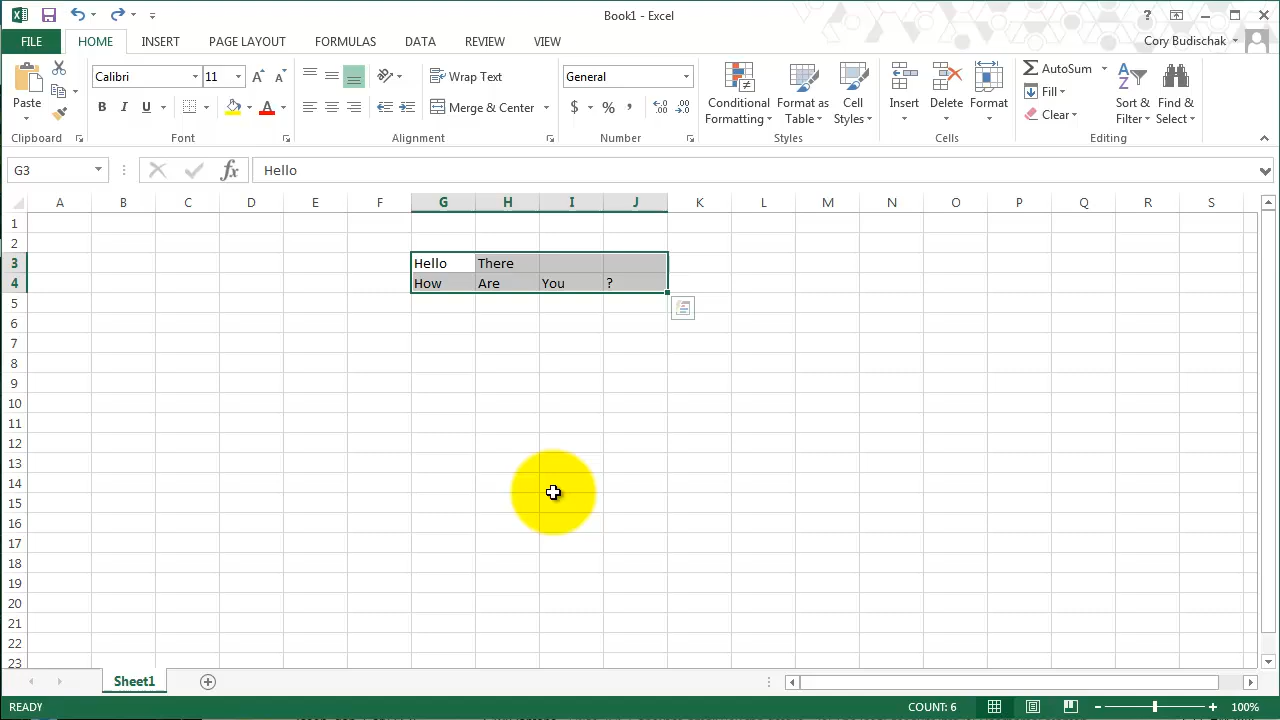 Book1 - Excel
?
FILE HOME INSERT PAGE LAYOUT FORMULAS DATA REVIEW VIEW Cory Budischak
Paste
Clipboard
Calibri 11
B I U A
Font
Wrap Text
Merge & Center
Alignment
General
$ % ,
Number
Conditional Formatting
Format as Table
Cell Styles
Styles
Insert Delete Format
Cells
AutoSum
Fill
Clear
Sort & Filter
Find & Select
Editing
G3 fx Hello
A B C D E F G H I J K L M N O P Q R S
1
2
3 Hello There
4 How Are You ?
5
6
7
8
9
10
11
12
13
14
15
16
17
18
19
20
21
22
23
Sheet1
READY COUNT: 6 100%